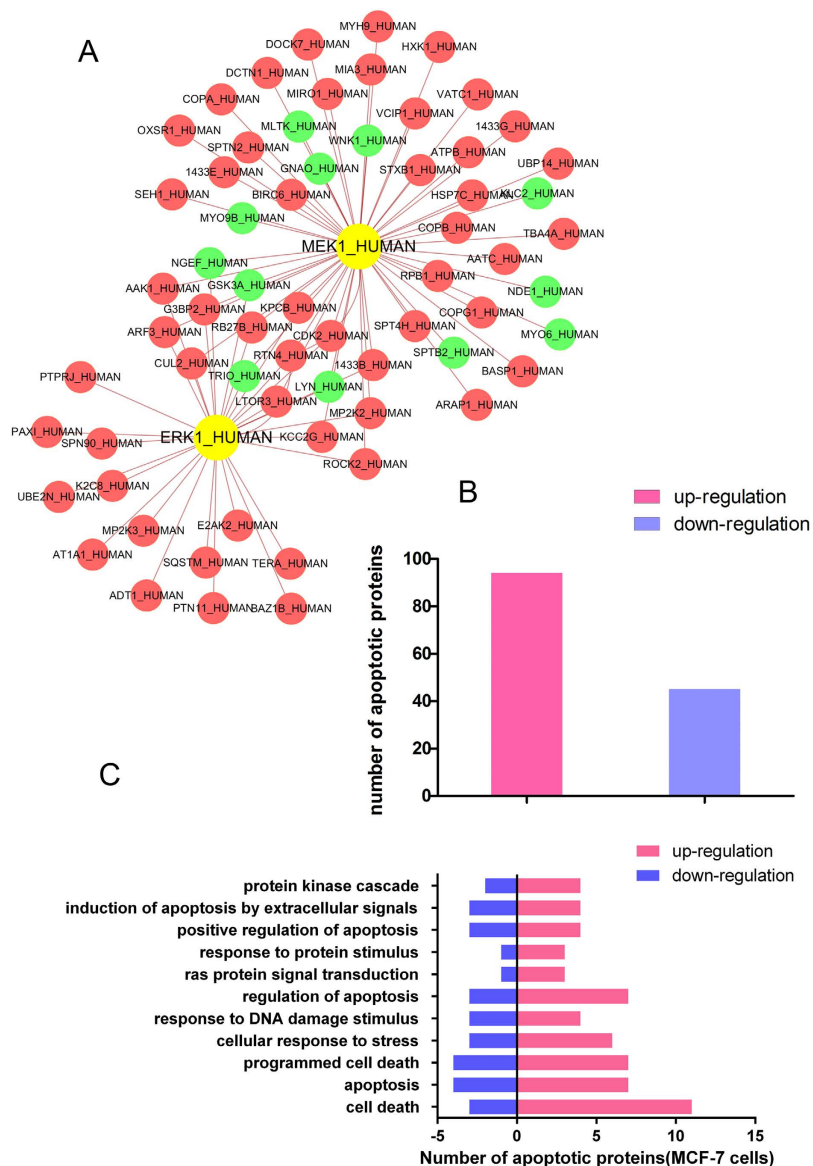 A
MYH9_HUMAN
DOCK7_HUMAN
HXK1_HUMAN
DCTN1_HUMAN
MIA3_HUMAN
COPA_HUMAN
MIRO1_HUMAN
VATC1_HUMAN
OXSR1_HUMAN
MLTK_HUMAN
VCIP1_HUMAN
1433G_HUMAN
SPTN2_HUMAN
WNK1_HUMAN
ATPB_HUMAN
1433E_HUMAN
GNAO_HUMAN
STXB1_HUMAN
UBP14_HUMAN
SEH1_HUMAN
BIRC6_HUMAN
HSP7C_HUMAN
KLC2_HUMAN
MYO9B_HUMAN
COPB_HUMAN
TBA4A_HUMAN
MEK1_HUMAN
NGEF_HUMAN
AATC_HUMAN
AAK1_HUMAN
GSK3A_HUMAN
RPB1_HUMAN
NDE1_HUMAN
G3BP2_HUMAN
KPCB_HUMAN
COPG1_HUMAN
ARF3_HUMAN
RB27B_HUMAN
CDK2_HUMAN
SPT4H_HUMAN
MYO6_HUMAN
CUL2_HUMAN
RTN4_HUMAN
SPTB2_HUMAN
1433B_HUMAN
BASP1_HUMAN
PTPRJ_HUMAN
TRIO_HUMAN
LYN_HUMAN
LTOR3_HUMAN
ARAP1_HUMAN
MP2K2_HUMAN
PAXI_HUMAN
SPN90_HUMAN
ERK1_HUMAN
KCC2G_HUMAN
ROCK2_HUMAN
K2C8_HUMAN
UBE2N_HUMAN
MP2K3_HUMAN
E2AK2_HUMAN
AT1A1_HUMAN
SQSTM_HUMAN
TERA_HUMAN
ADT1_HUMAN
PTN11_HUMAN
BAZ1B_HUMAN
B
up-regulation
down-regulation
number of apoptotic proteins
100
80
60
40
20
0
C
up-regulation
down-regulation
protein kinase cascade
induction of apoptosis by extracellular signals
positive regulation of apoptosis
response to protein stimulus
ras protein signal transduction
regulation of apoptosis
response to DNA damage stimulus
cellular response to stress
programmed cell death
apoptosis
cell death
-5 0 5 10 15
Number of apoptotic proteins(MCF-7 cells)